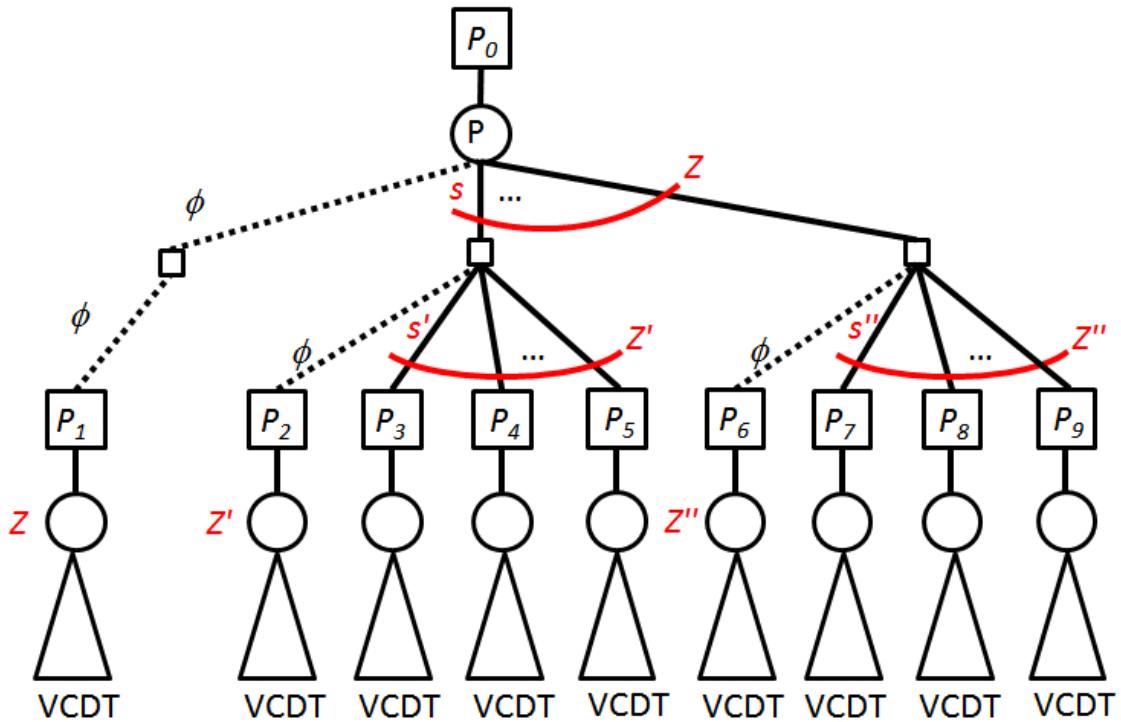 P0
P
Z
s ...
ϕ
ϕ
s' ... Z'
s'' ... Z''
ϕ
ϕ
P1 P2 P3 P4 P5 P6 P7 P8 P9
Z Z' Z''
VCDT VCDT VCDT VCDT VCDT VCDT VCDT VCDT VCDT